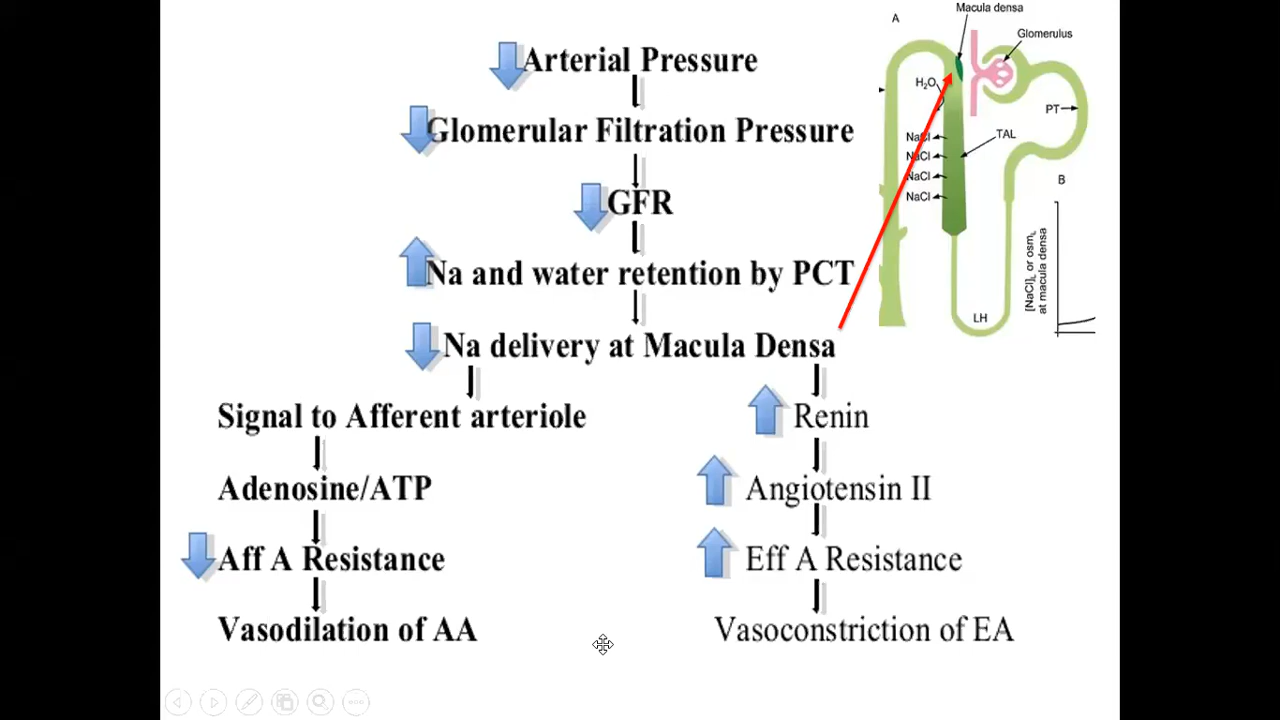 Arterial Pressure
Glomerular Filtration Pressure
GFR
Na and water retention by PCT
Na delivery at Macula Densa
Signal to Afferent arteriole
Adenosine/ATP
Aff A Resistance
Vasodilation of AA
Renin
Angiotensin II
Eff A Resistance
Vasoconstriction of EA
A
Macula densa
Glomerulus
H₂O
PT
TAL
NaCl
NaCl
NaCl
NaCl
LH
B
[NaCl]L or osmL
at macula densa